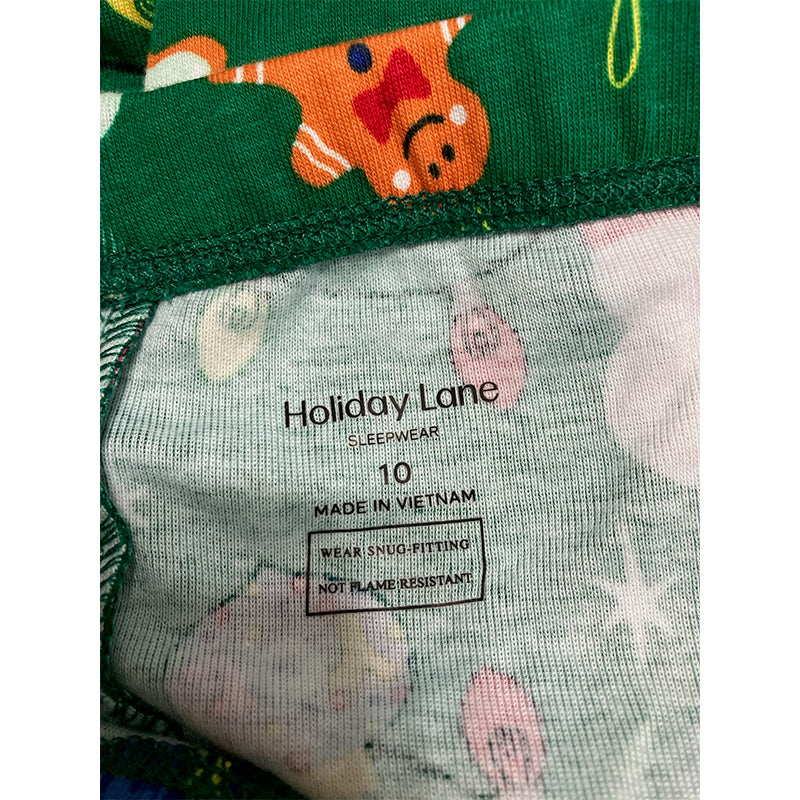 Holiday Lane
SLEEPWEAR
10
MADE IN VIETNAM
WEAR SNUG-FITTING
NOT FLAME RESISTANT